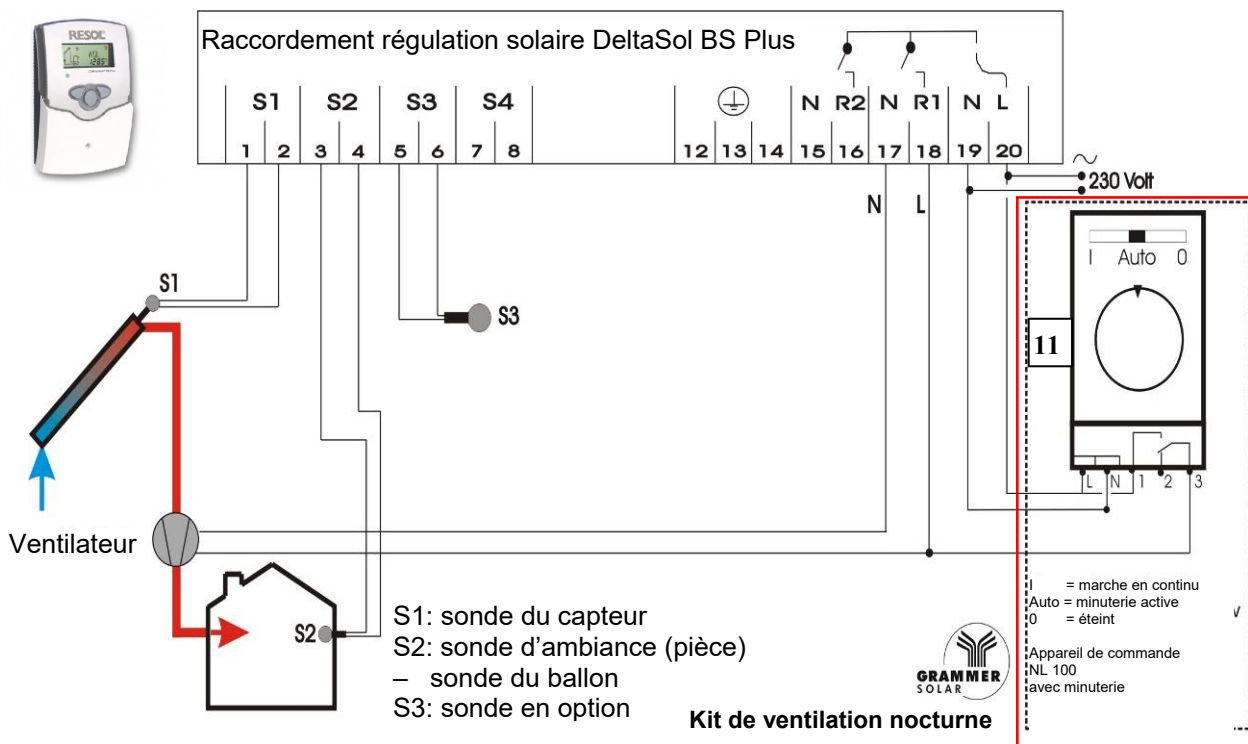 RESOL
Raccordement régulation solaire DeltaSol BS Plus
S1 S2 S3 S4 N R2 N R1 N L
1 2 3 4 5 6 7 8 12 13 14 15 16 17 18 19 20
230 Volt
N L
I Auto 0
S1
S3
11
L N 1 2 3
Ventilateur
S2
S1: sonde du capteur
S2: sonde d'ambiance (pièce)
– sonde du ballon
S3: sonde en option
GRAMMER
SOLAR
Kit de ventilation nocturne
I = marche en continu
Auto = minuterie active
0 = éteint
Appareil de commande
NL 100
avec minuterie